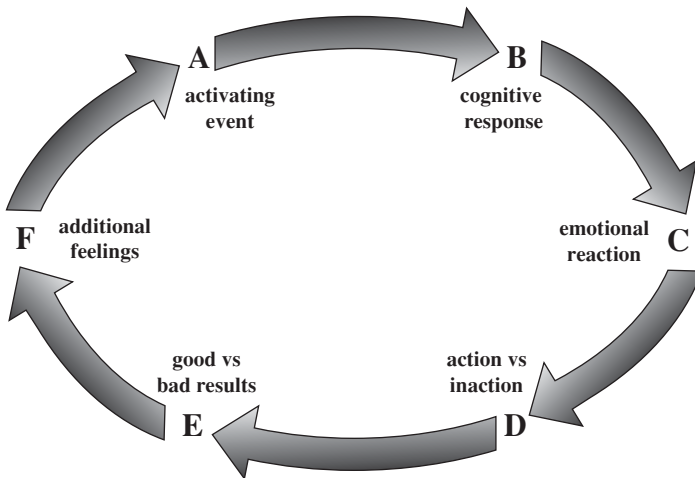 A
activating
event
B
cognitive
response
C
emotional
reaction
D
action vs
inaction
E
good vs
bad results
F
additional
feelings